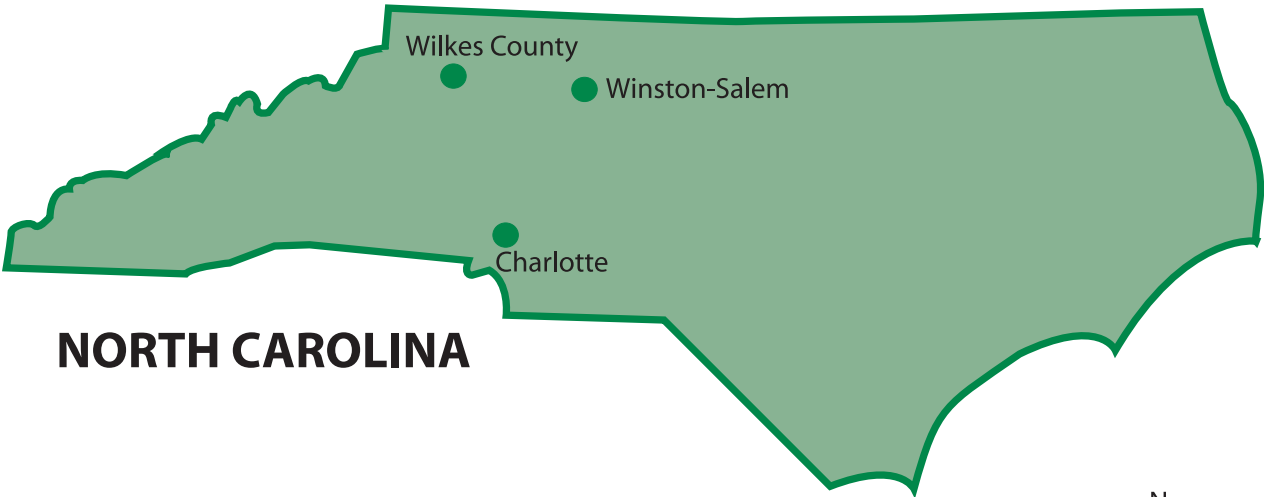 Wilkes County
Winston-Salem
Charlotte
NORTH CAROLINA
N